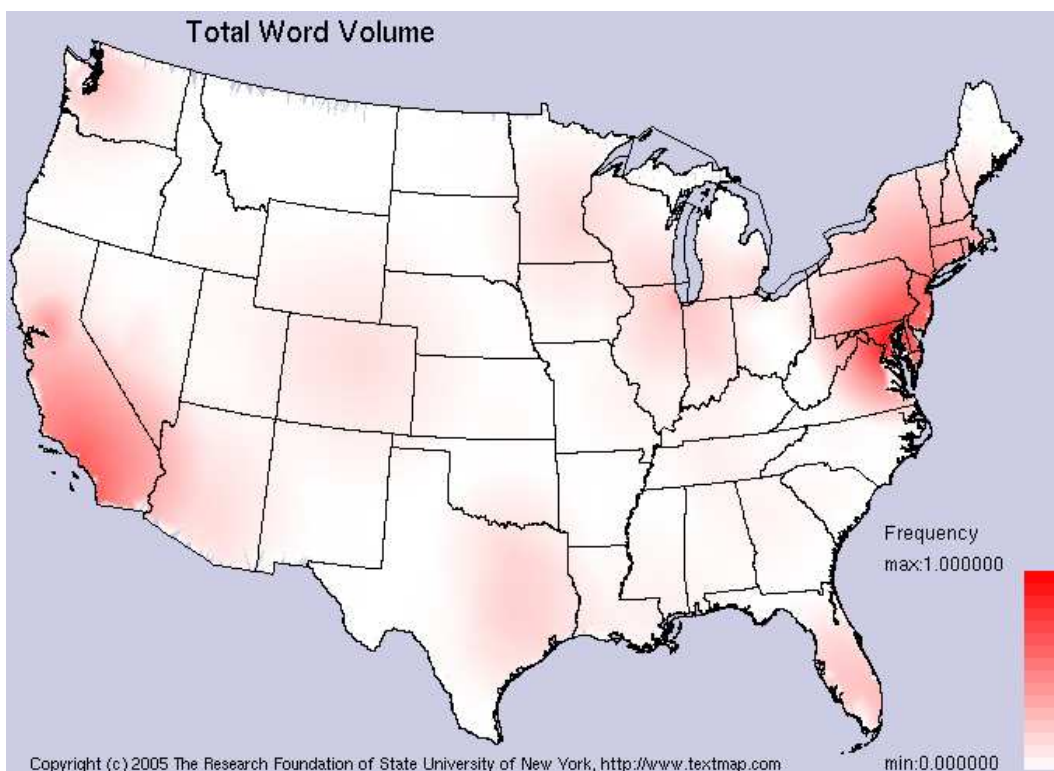 Total Word Volume
Frequency
max:1.000000
min:0.000000
Copyright (c) 2005 The Research Foundation of State University of New York, http://www.textmap.com